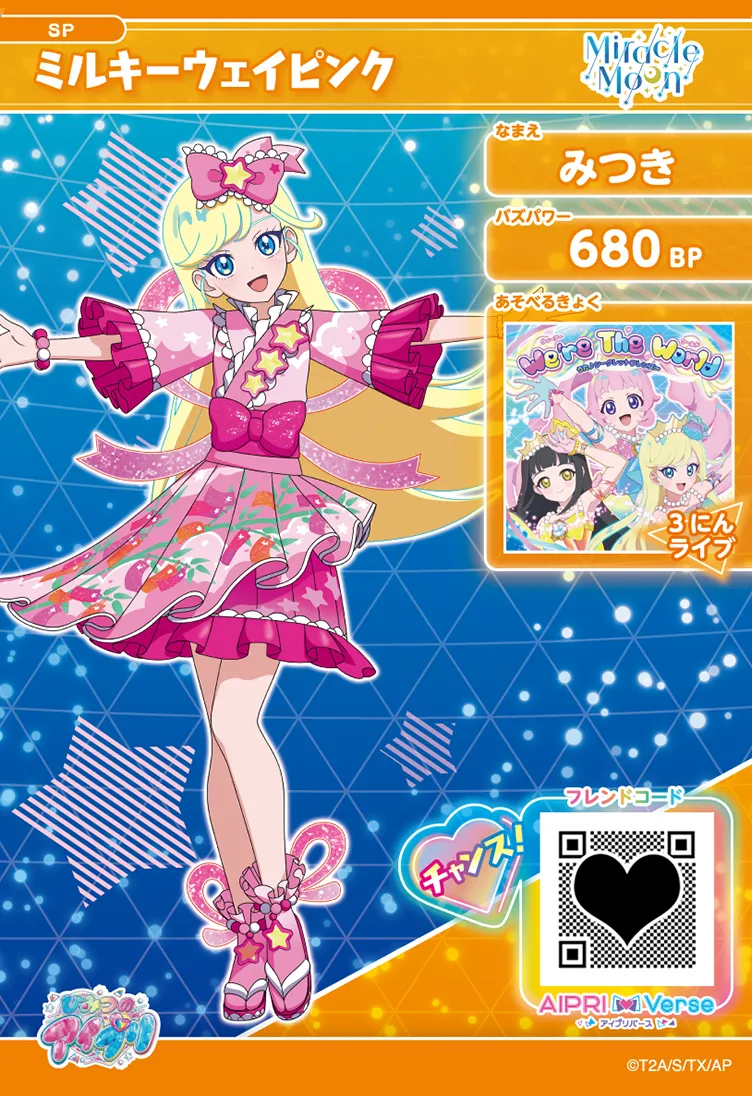 SP
ミルキーウェイピンク
Miracle
Moon
なまえ
みつき
バズパワー
680 BP
あそべるきょく
We're The World
3にん
ライブ
フレンドコード
チャンス!
AIPRI Verse
アイプリバース
ひみつの
アイプリ
©T2A/S/TX/AP